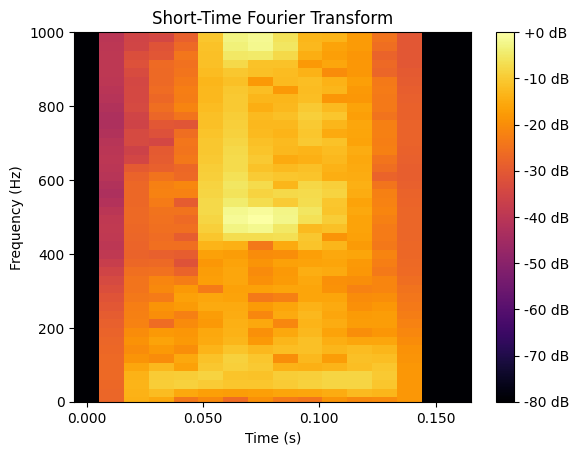 Short-Time Fourier Transform
1000
800
600
400
200
0
Frequency (Hz)
0.000
0.050
0.100
0.150
Time (s)
+0 dB
-10 dB
-20 dB
-30 dB
-40 dB
-50 dB
-60 dB
-70 dB
-80 dB